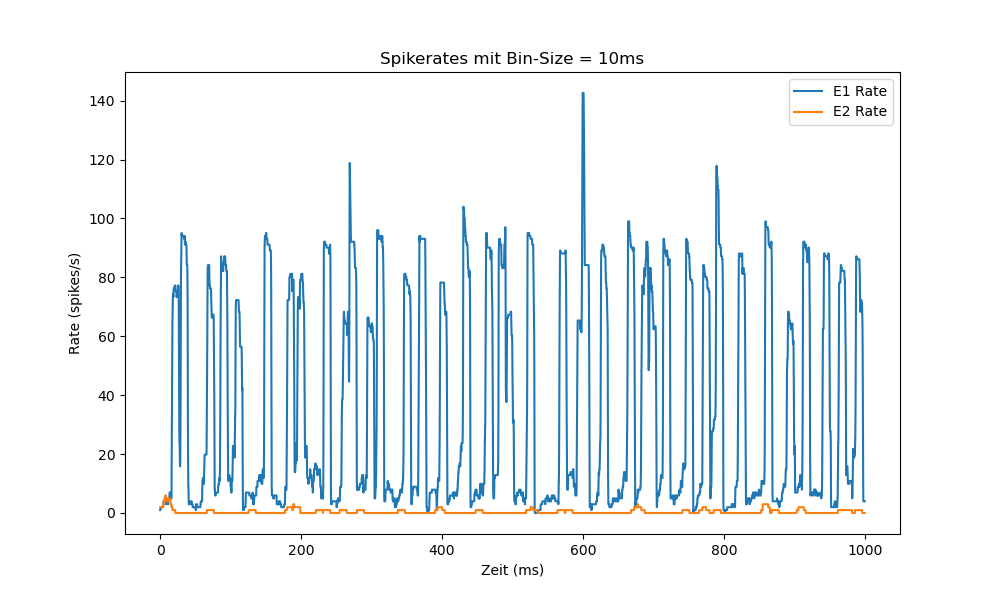 Spikerates mit Bin-Size = 10ms
E1 Rate
E2 Rate
Rate (spikes/s)
140
120
100
80
60
40
20
0
0 200 400 600 800 1000
Zeit (ms)